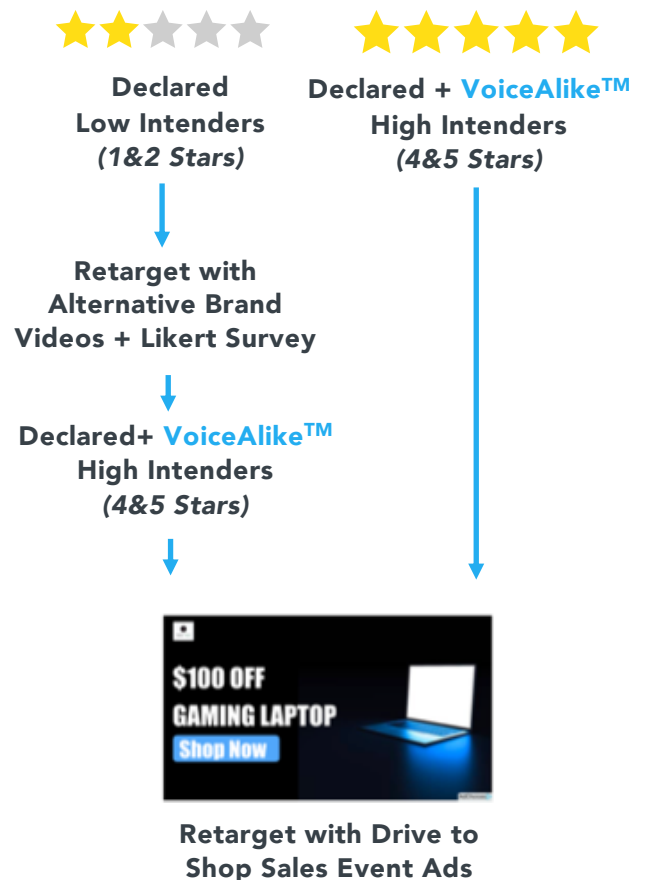 Declared
Low Intenders
(1&2 Stars)
Declared + VoiceAlike™
High Intenders
(4&5 Stars)
Retarget with
Alternative Brand
Videos + Likert Survey
Declared+ VoiceAlike™
High Intenders
(4&5 Stars)
$100 OFF
GAMING LAPTOP
Shop Now
Retarget with Drive to
Shop Sales Event Ads